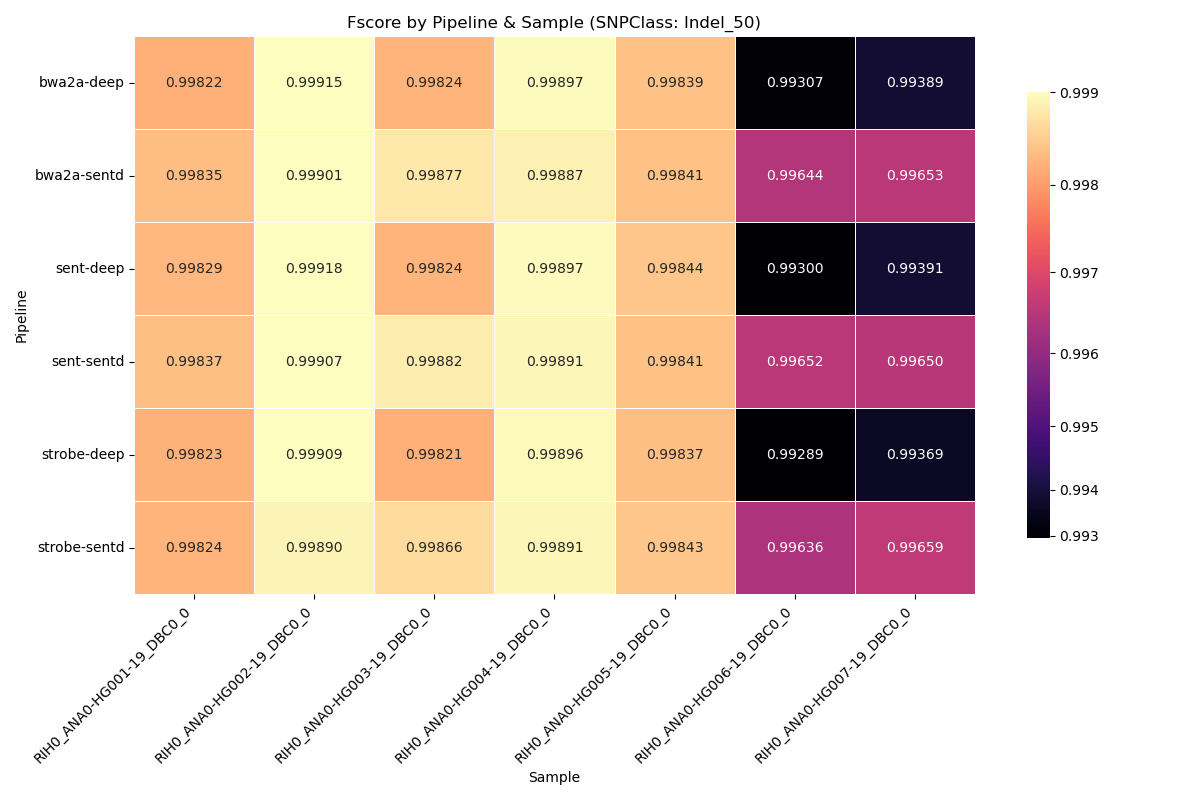 Fscore by Pipeline & Sample (SNPClass: Indel_50)
Pipeline
bwa2a-deep 0.99822 0.99915 0.99824 0.99897 0.99839 0.99307 0.99389
bwa2a-sentd 0.99835 0.99901 0.99877 0.99887 0.99841 0.99644 0.99653
sent-deep 0.99829 0.99918 0.99824 0.99897 0.99844 0.99300 0.99391
sent-sentd 0.99837 0.99907 0.99882 0.99891 0.99841 0.99652 0.99650
strobe-deep 0.99823 0.99909 0.99821 0.99896 0.99837 0.99289 0.99369
strobe-sentd 0.99824 0.99890 0.99866 0.99891 0.99843 0.99636 0.99659
RIH0_ANA0-HG001-19_DBC0_0
RIH0_ANA0-HG002-19_DBC0_0
RIH0_ANA0-HG003-19_DBC0_0
RIH0_ANA0-HG004-19_DBC0_0
RIH0_ANA0-HG005-19_DBC0_0
RIH0_ANA0-HG006-19_DBC0_0
RIH0_ANA0-HG007-19_DBC0_0
Sample
0.999
0.998
0.997
0.996
0.995
0.994
0.993